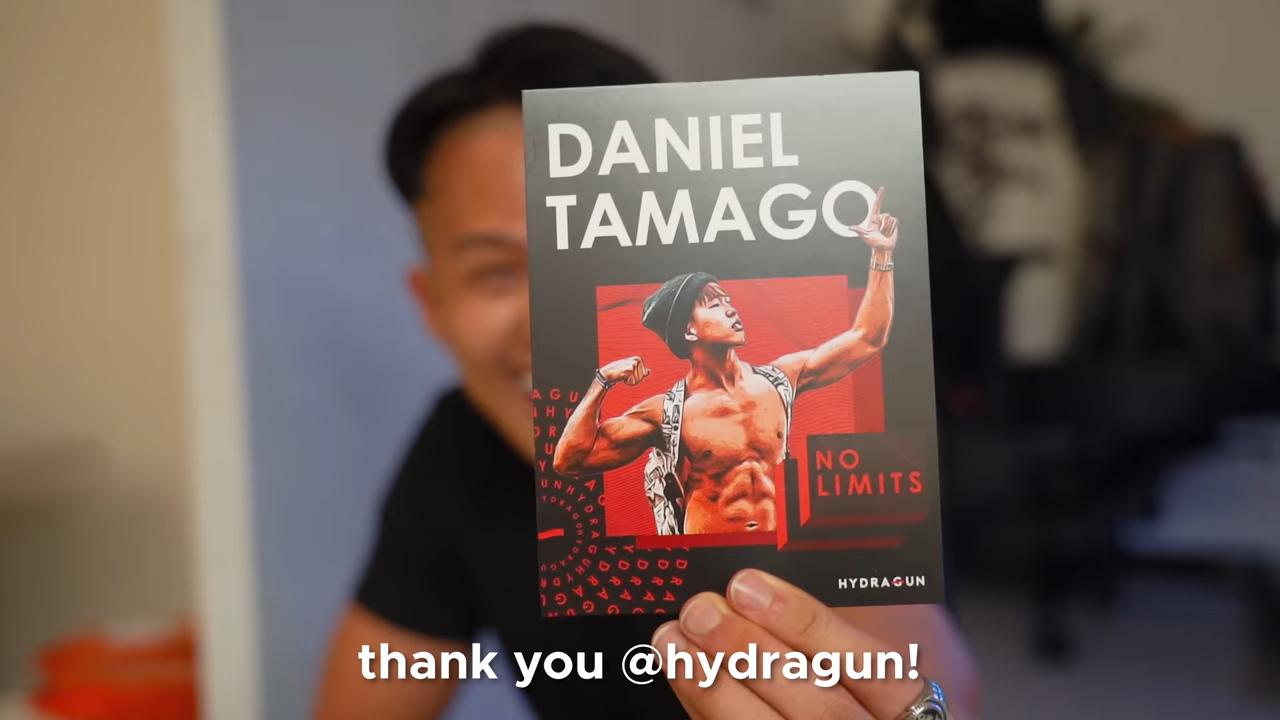 DANIEL
TAMAGO
NO
LIMITS
HYDRAGUN
thank you @hydragun!